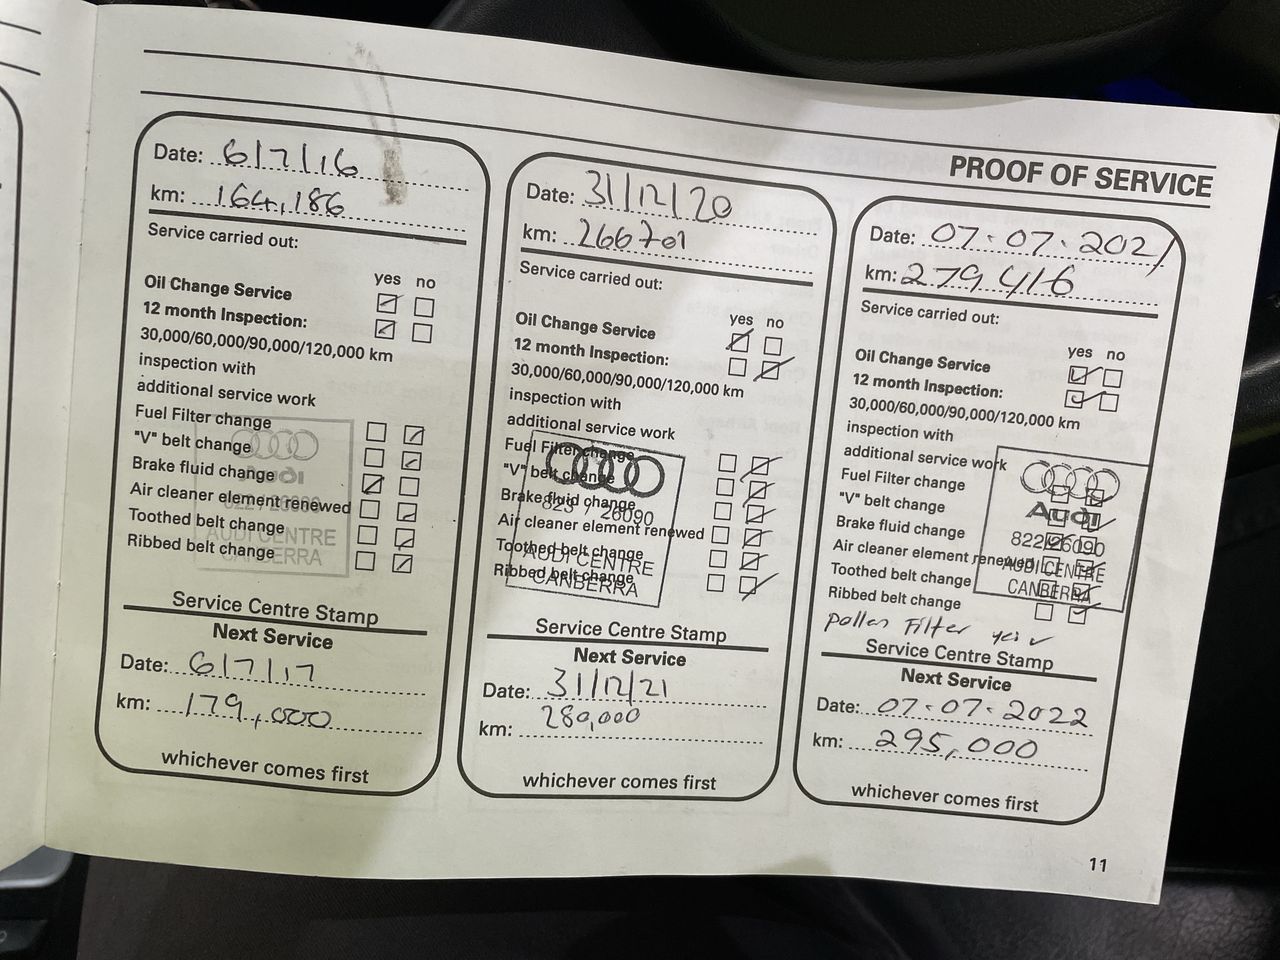 PROOF OF SERVICE
Date: 6/7/16
km: 164,186
Service carried out:
yes no
Oil Change Service
12 month Inspection:
30,000/60,000/90,000/120,000 km
inspection with
additional service work
Fuel Filter change
"V" belt change
Brake fluid change
Air cleaner element renewed
Toothed belt change
Ribbed belt change
Audi
AUDI CENTRE
CANBERRA
Service Centre Stamp
Next Service
Date: 6/7/17
km: 179,000
whichever comes first
Date: 31/12/20
km: 266701
Service carried out:
yes no
Oil Change Service
12 month Inspection:
30,000/60,000/90,000/120,000 km
inspection with
additional service work
Fuel Filter change
"V" belt change
Brake fluid change
Air cleaner element renewed
Toothed belt change
Ribbed belt change
26090
AUDI CENTRE
CANBERRA
Service Centre Stamp
Next Service
Date: 31/12/21
km: 280,000
whichever comes first
Date: 07.07.2021
km: 279416
Service carried out:
yes no
Oil Change Service
12 month Inspection:
30,000/60,000/90,000/120,000 km
inspection with
additional service work
Fuel Filter change
"V" belt change
Brake fluid change
Air cleaner element renewed
Toothed belt change
Ribbed belt change
Audi
822 26090
AUDI CENTRE
CANBERRA
pollen Filter yes ✓
Service Centre Stamp
Next Service
Date: 07.07.2022
km: 295,000
whichever comes first
11